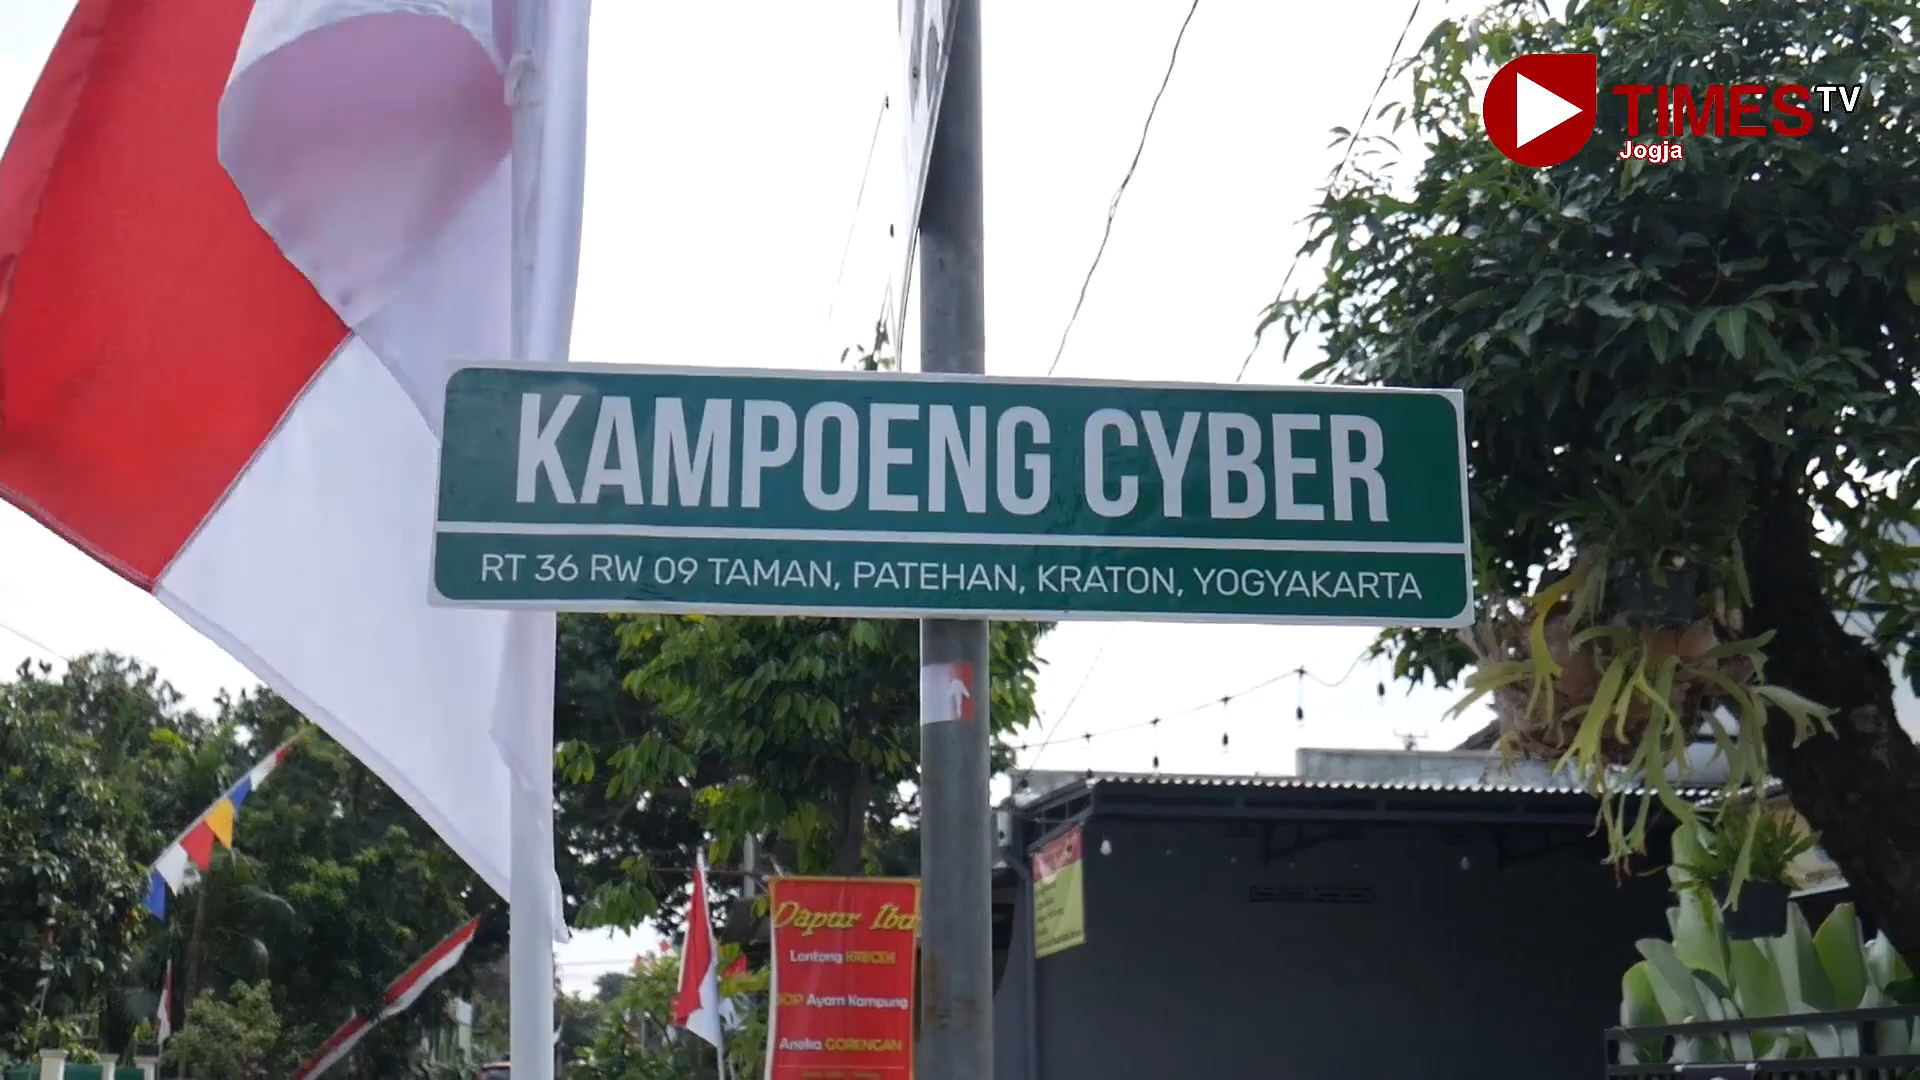 TIMES TV
Jogja
KAMPOENG CYBER
RT 36 RW 09 TAMAN, PATEHAN, KRATON, YOGYAKARTA
Dapur Ibu
Lontong KRECEK
SOP Ayam Kampung
Aneka GORENGAN